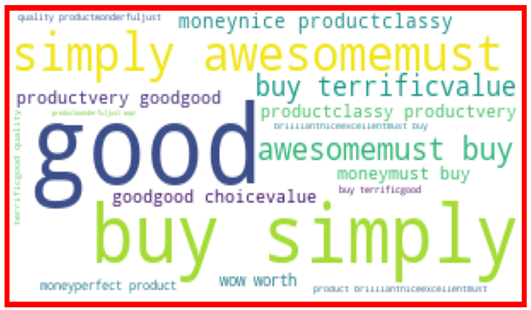 quality productwonderfuljust
moneynice productclassy
simply awesomemust
buy terrificvalue
productvery goodgood
productclassy productvery
productwonderfuljust wow
terrificgood quality
good
brilliantniceexcellentmust buy
awesomemust buy
moneymust buy
buy terrificgood
goodgood choicevalue
buy simply
wow worth
moneyperfect product
product brilliantniceexcellentmust